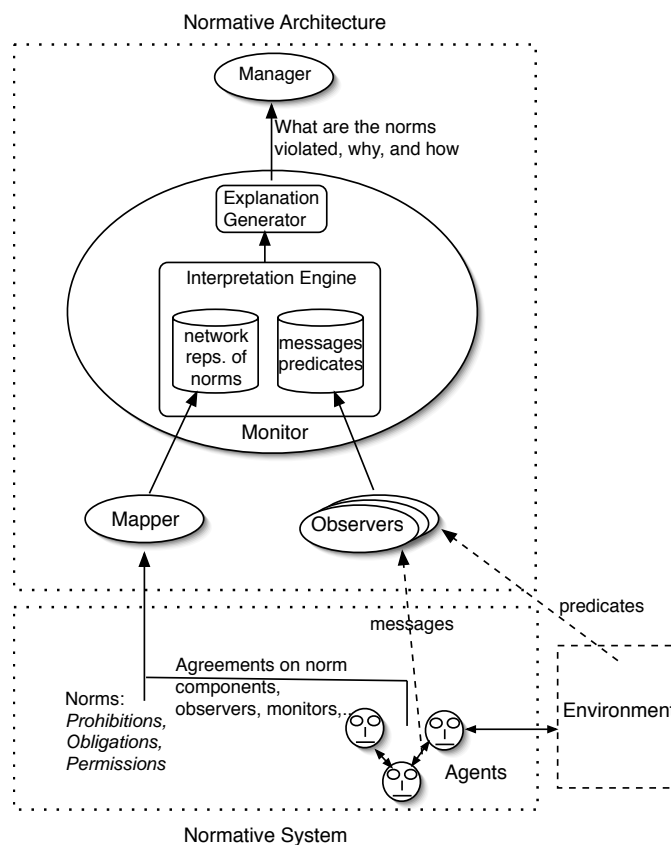 Normative Architecture
Manager
What are the norms
violated, why, and how
Explanation
Generator
Interpretation Engine
network
reps. of
norms
messages
predicates
Monitor
Mapper
Observers
predicates
messages
Agreements on norm
components,
observers, monitors,..
Norms:
Prohibitions,
Obligations,
Permissions
Environment
Agents
Normative System